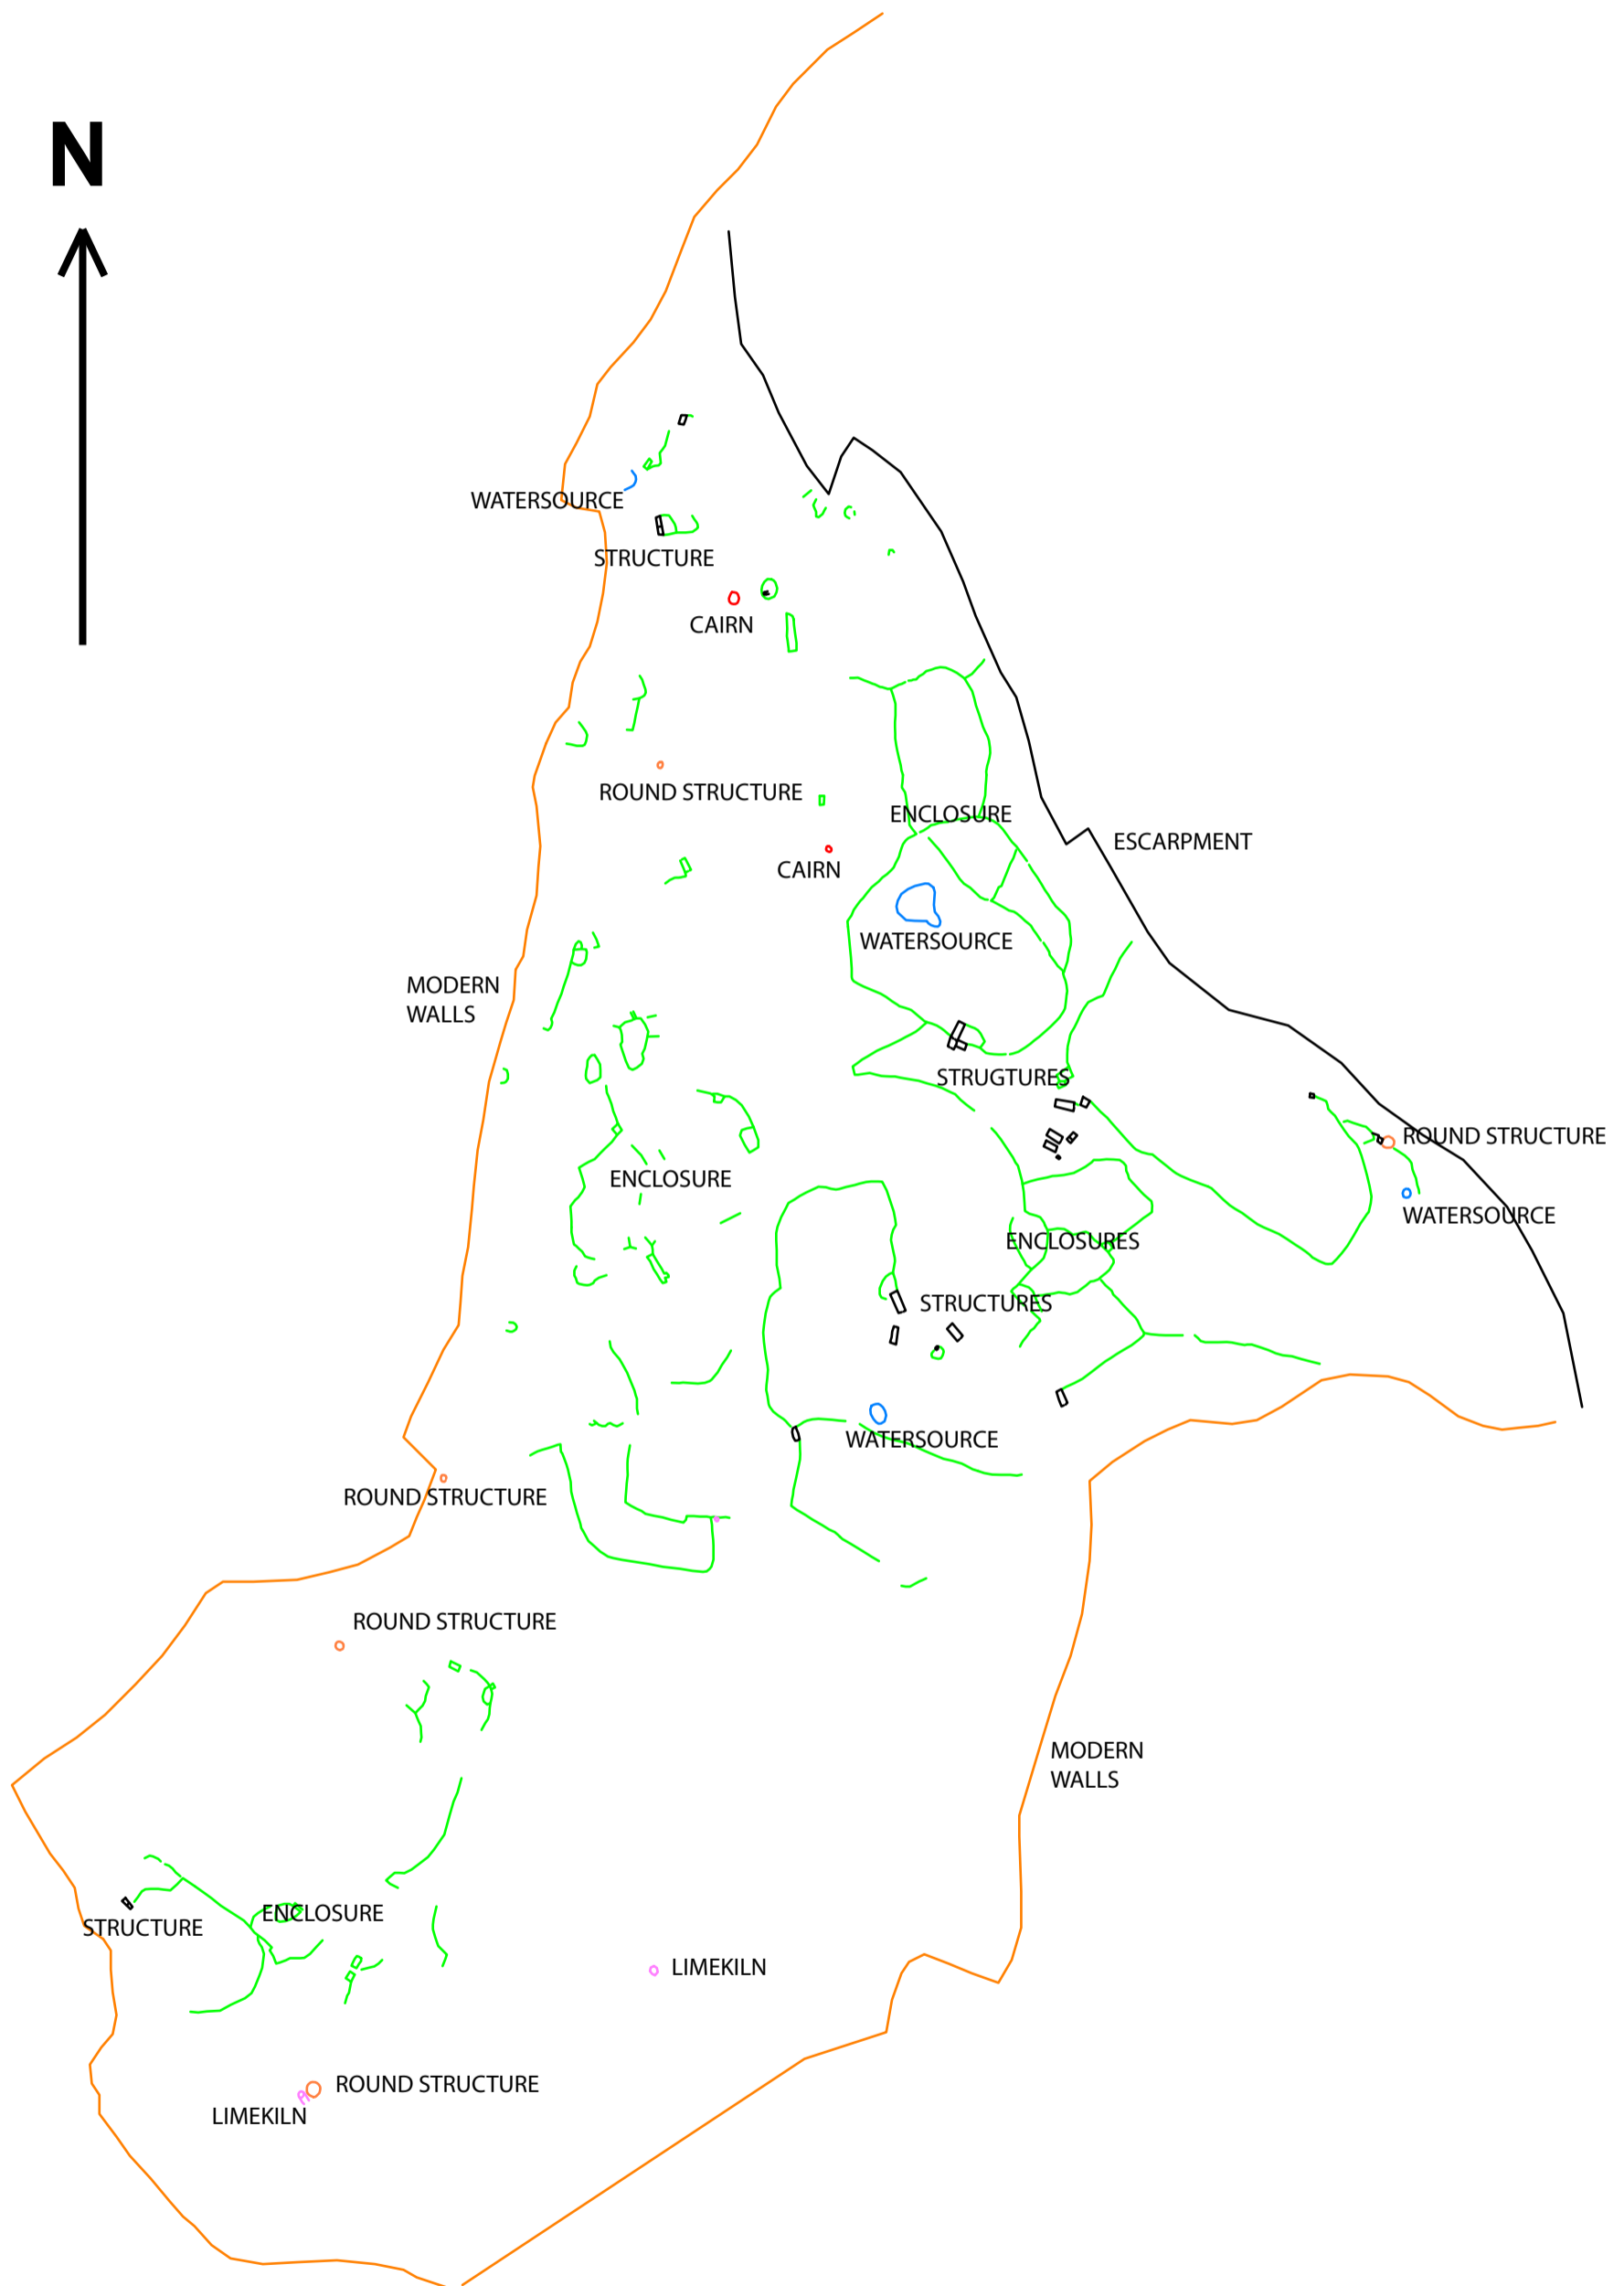 N
WATERSOURCE
STRUCTURE
CAIRN
ROUND STRUCTURE
ENCLOSURE
ESCARPMENT
CAIRN
WATERSOURCE
MODERN
WALLS
STRUGTURES
ROUND STRUCTURE
ENCLOSURE
WATERSOURCE
ENCLOSURES
STRUCTURES
WATERSOURCE
ROUND STRUCTURE
ROUND STRUCTURE
MODERN
WALLS
ENCLOSURE
STRUCTURE
LIMEKILN
ROUND STRUCTURE
LIMEKILN